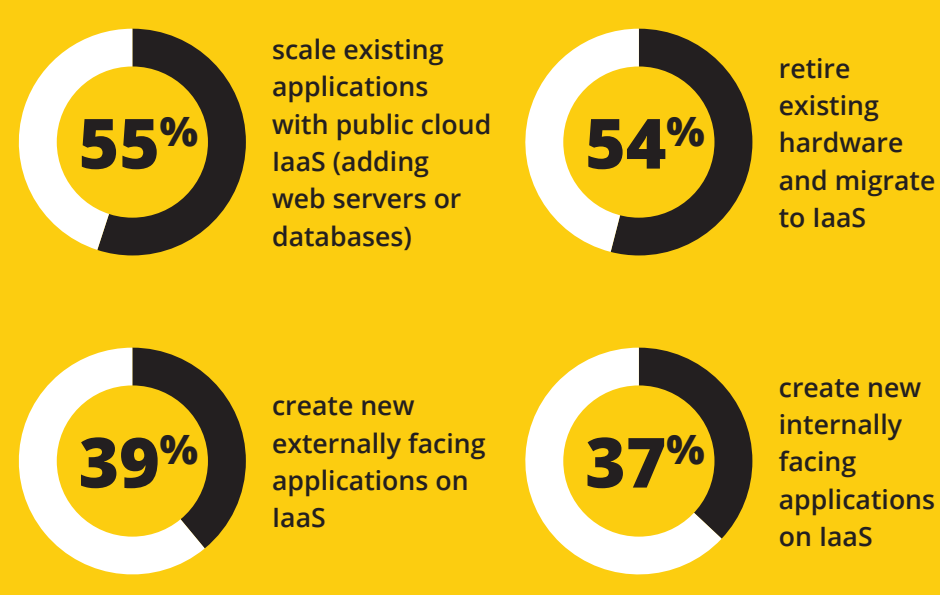 55%
scale existing
applications
with public cloud
IaaS (adding
web servers or
databases)
54%
retire
existing
hardware
and migrate
to IaaS
39%
create new
externally facing
applications on
IaaS
37%
create new
internally
facing
applications
on IaaS